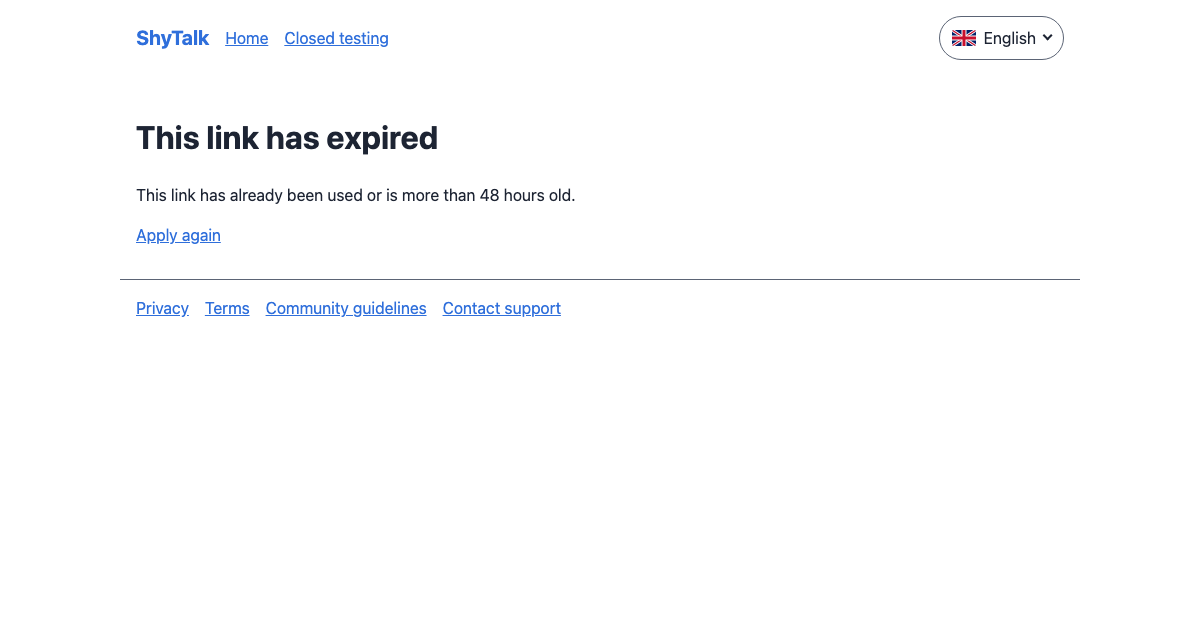 ShyTalk Home Closed testing English
This link has expired
This link has already been used or is more than 48 hours old.
Apply again
Privacy Terms Community guidelines Contact support